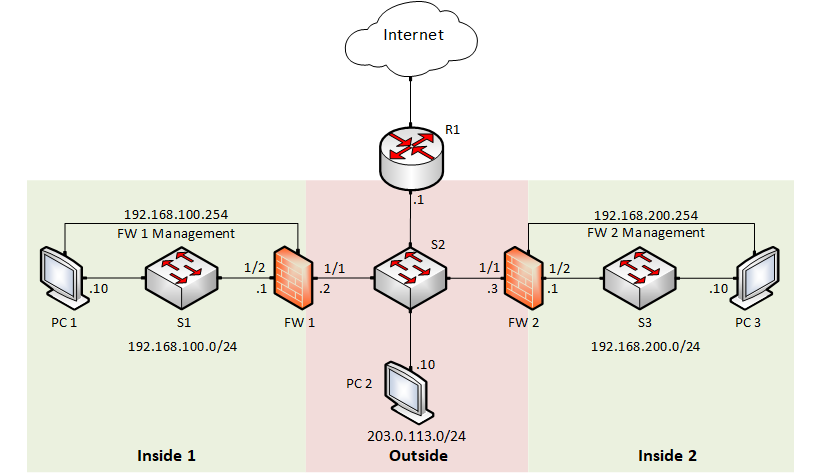 Internet
R1
.1
192.168.100.254
FW 1 Management
192.168.200.254
FW 2 Management
S2
1/2
.1
1/1
.2
1/1
.3
1/2
.1
.10
.10
PC 1
S1
FW 1
FW 2
S3
PC 3
192.168.100.0/24
192.168.200.0/24
.10
PC 2
203.0.113.0/24
Inside 1
Outside
Inside 2